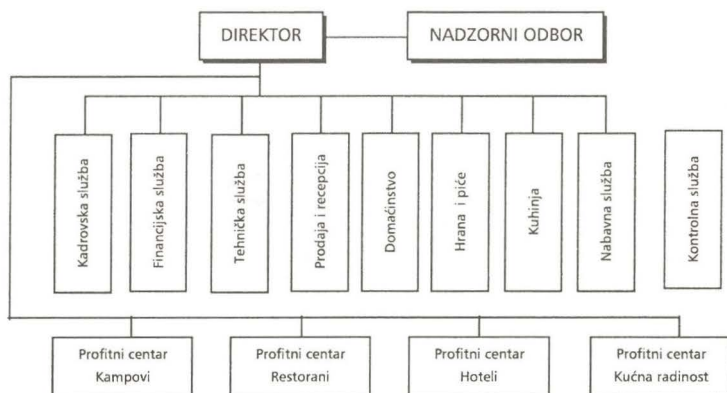 DIREKTOR
NADZORNI ODBOR
Kadrovska služba
Financijska služba
Tehnička služba
Prodaja i recepcija
Domaćinstvo
Hrana i piće
Kuhinja
Nabavna služba
Kontrolna služba
Profitni centar
Kampovi
Profitni centar
Restorani
Profitni centar
Hoteli
Profitni centar
Kućna radinost